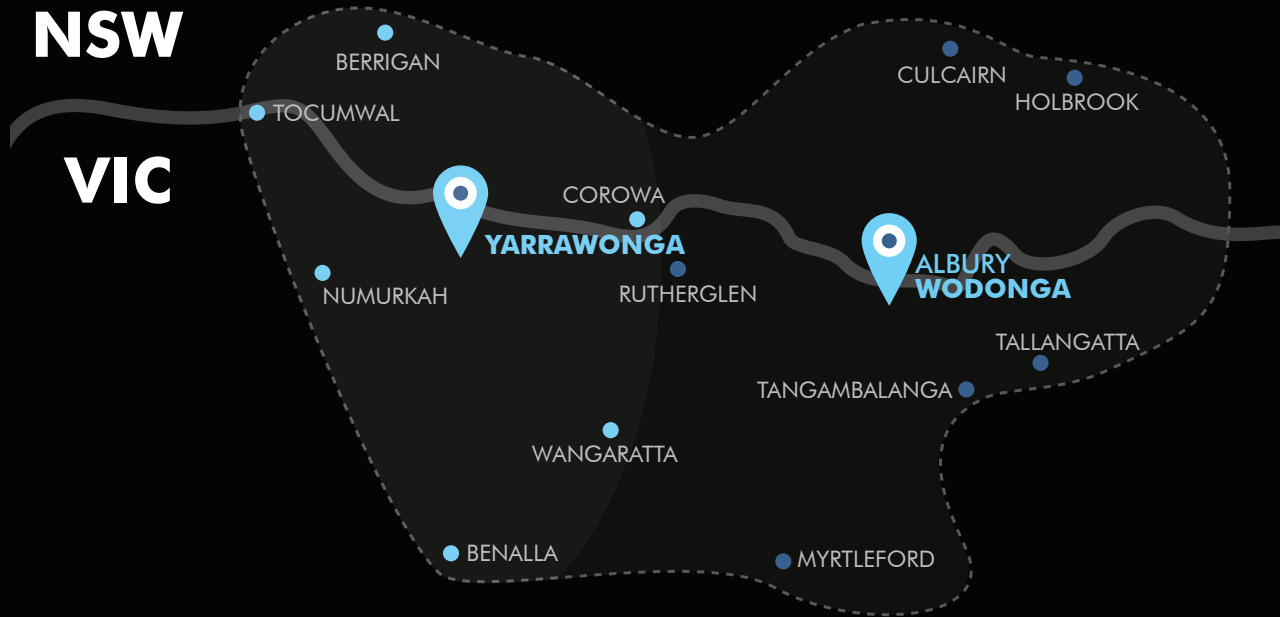 NSW
BERRIGAN
CULCAIRN
HOLBROOK
TOCUMWAL
VIC
COROWA
YARRAWONGA
ALBURY
WODONGA
NUMURKAH
RUTHERGLEN
TALLANGATTA
TANGAMBALANGA
WANGARATTA
BENALLA
MYRTLEFORD